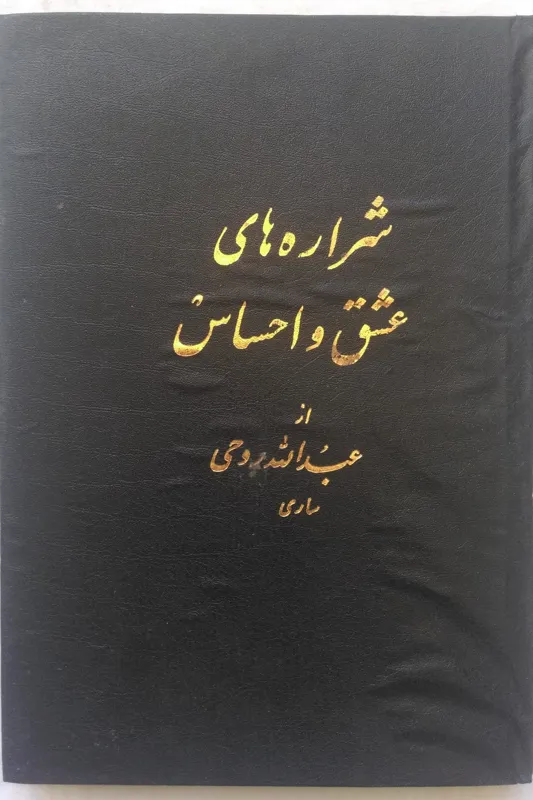 شراره های
عشق و احساس
از
عبدالله روحی
ساری